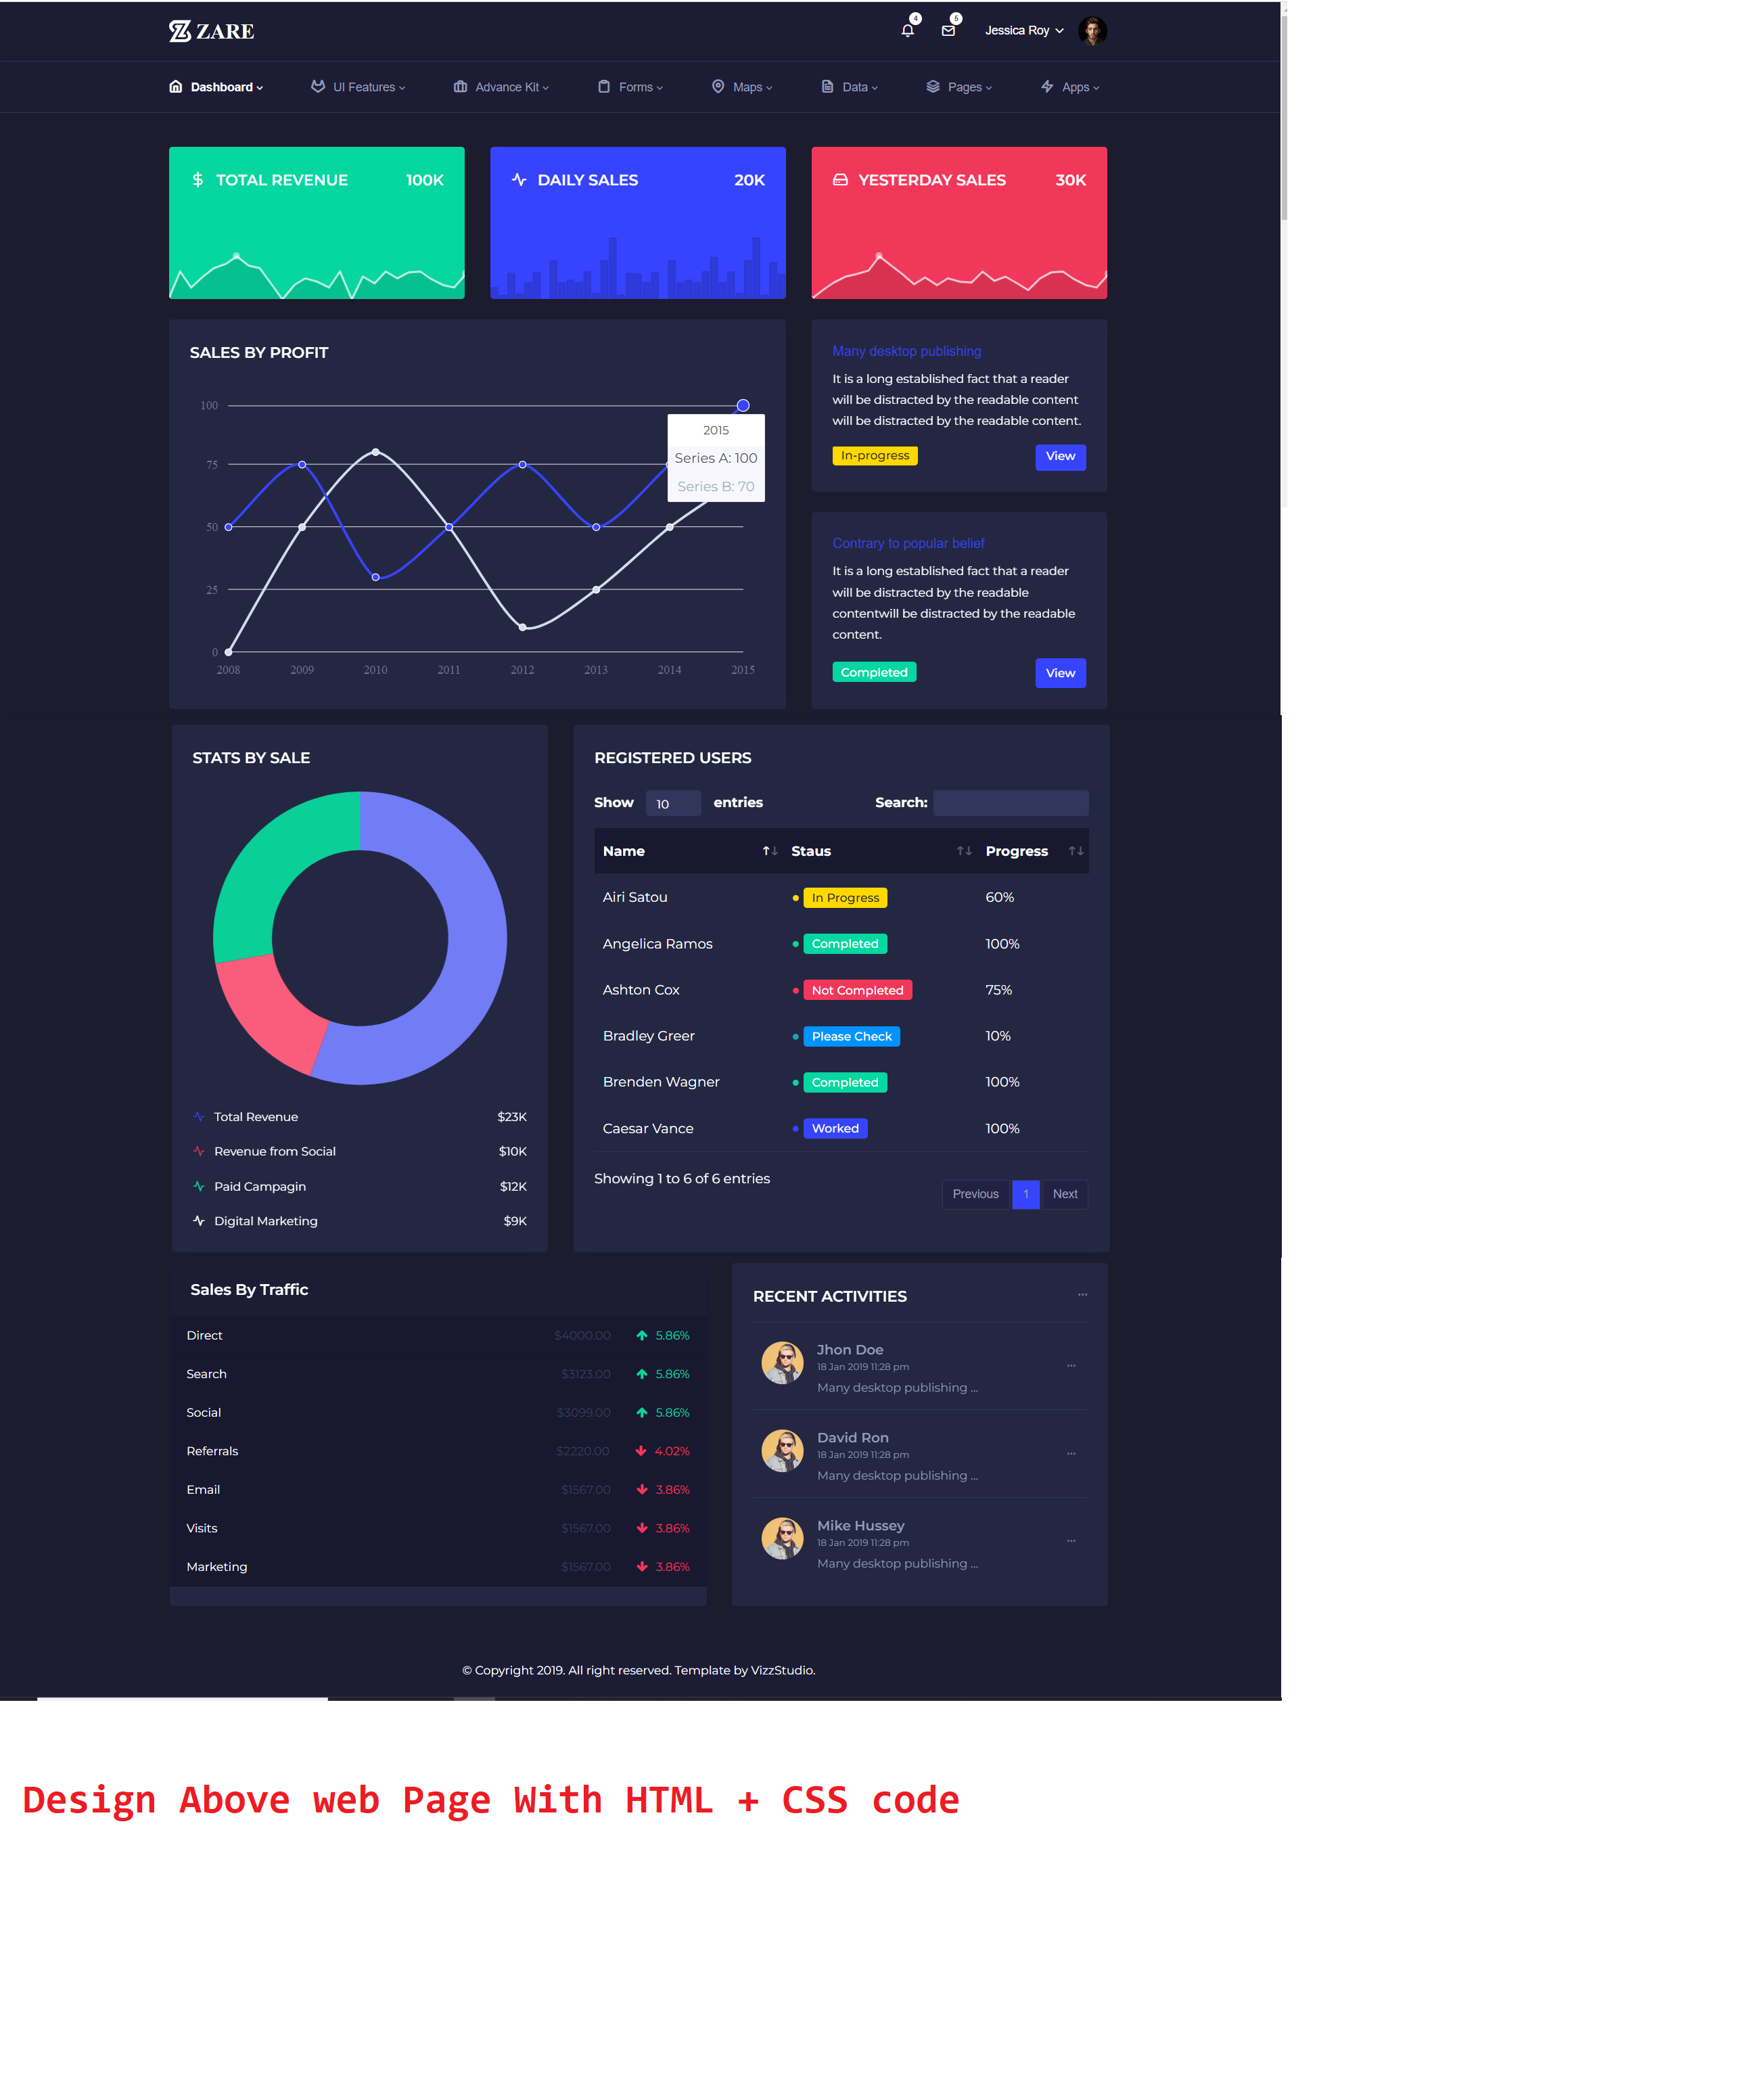 ZARE
4
5
Jessica Roy
Dashboard
UI Features
Advance Kit
Forms
Maps
Data
Pages
Apps
TOTAL REVENUE 100K
DAILY SALES 20K
YESTERDAY SALES 30K
SALES BY PROFIT
100
75
50
25
0
2008 2009 2010 2011 2012 2013 2014 2015
2015
Series A: 100
Series B: 70
Many desktop publishing
It is a long established fact that a reader
will be distracted by the readable content
will be distracted by the readable content.
In-progress
View
Contrary to popular belief
It is a long established fact that a reader
will be distracted by the readable
contentwill be distracted by the readable
content.
Completed
View
STATS BY SALE
Total Revenue $23K
Revenue from Social $10K
Paid Campagin $12K
Digital Marketing $9K
REGISTERED USERS
Show 10 entries
Search:
Name Staus Progress
Airi Satou In Progress 60%
Angelica Ramos Completed 100%
Ashton Cox Not Completed 75%
Bradley Greer Please Check 10%
Brenden Wagner Completed 100%
Caesar Vance Worked 100%
Showing 1 to 6 of 6 entries
Previous 1 Next
Sales By Traffic
Direct $4000.00 5.86%
Search $3123.00 5.86%
Social $3099.00 5.86%
Referrals $2220.00 4.02%
Email $1567.00 3.86%
Visits $1567.00 3.86%
Marketing $1567.00 3.86%
RECENT ACTIVITIES
Jhon Doe
18 Jan 2019 11:28 pm
Many desktop publishing ...
David Ron
18 Jan 2019 11:28 pm
Many desktop publishing ...
Mike Hussey
18 Jan 2019 11:28 pm
Many desktop publishing ...
© Copyright 2019. All right reserved. Template by VizzStudio.
Design Above web Page With HTML + CSS code